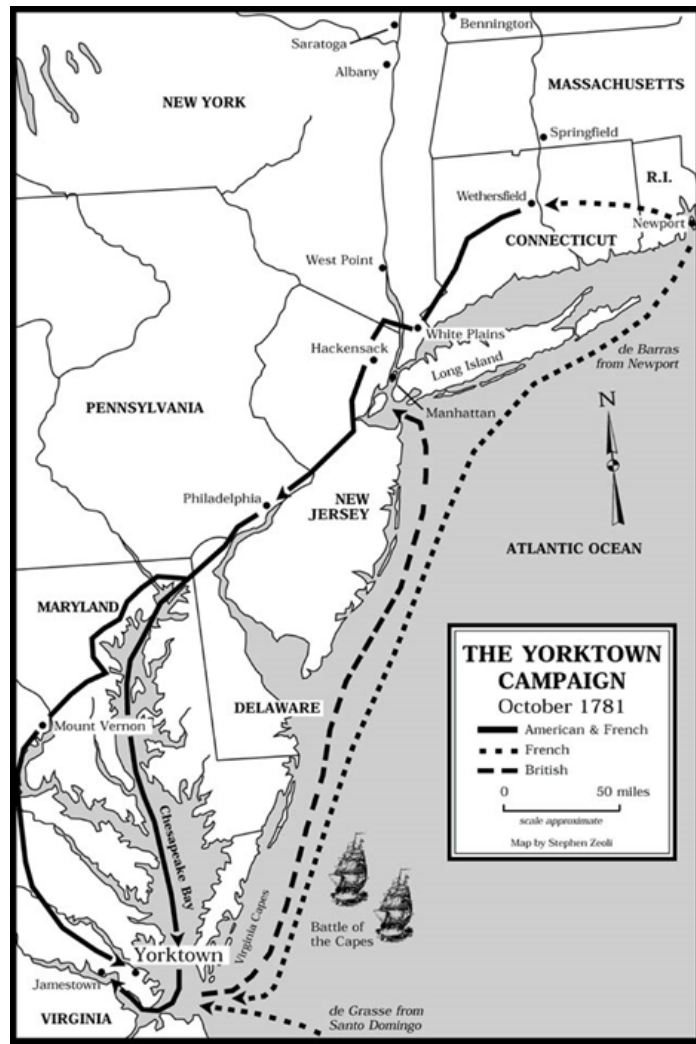 Saratoga
Bennington
Albany
MASSACHUSETTS
NEW YORK
Springfield
R.I.
Wethersfield
Newport
CONNECTICUT
West Point
White Plains
Hackensack
Long Island
de Barras
from Newport
PENNSYLVANIA
Manhattan
N
Philadelphia
NEW
JERSEY
ATLANTIC OCEAN
MARYLAND
THE YORKTOWN
CAMPAIGN
October 1781
American & French
French
British
0 50 miles
scale approximate
Map by Stephen Zeoli
DELAWARE
Mount Vernon
Chesapeake Bay
Virginia Capes
Battle of
the Capes
Yorktown
Jamestown
VIRGINIA
de Grasse from
Santo Domingo